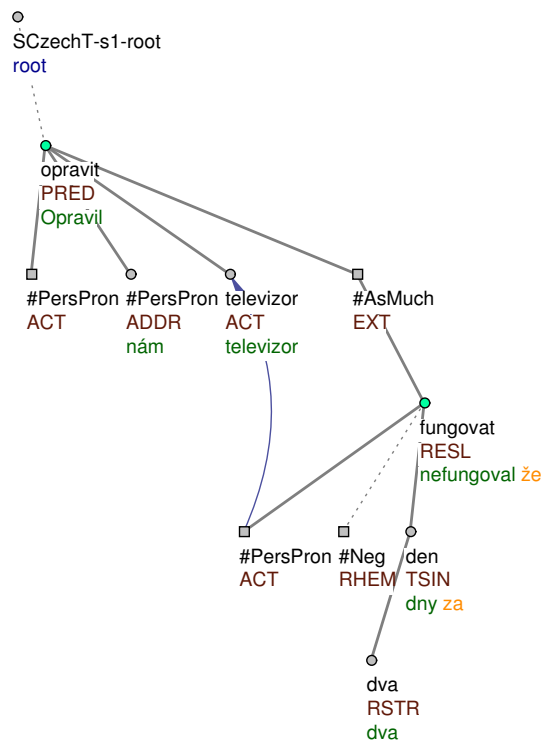 SCzechT-s1-root
root
opravit
PRED
Opravil
#PersPron #PersPron televizor #AsMuch
ACT ADDR ACT EXT
nám televizor
fungovat
RESL
nefungoval že
#PersPron #Neg den
ACT RHEM TSIN
dny za
dva
RSTR
dva